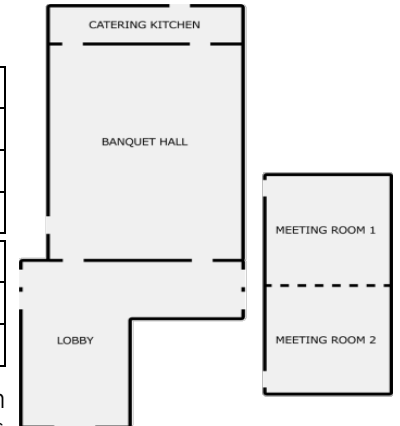 CATERING KITCHEN
BANQUET HALL
MEETING ROOM 1
MEETING ROOM 2
LOBBY